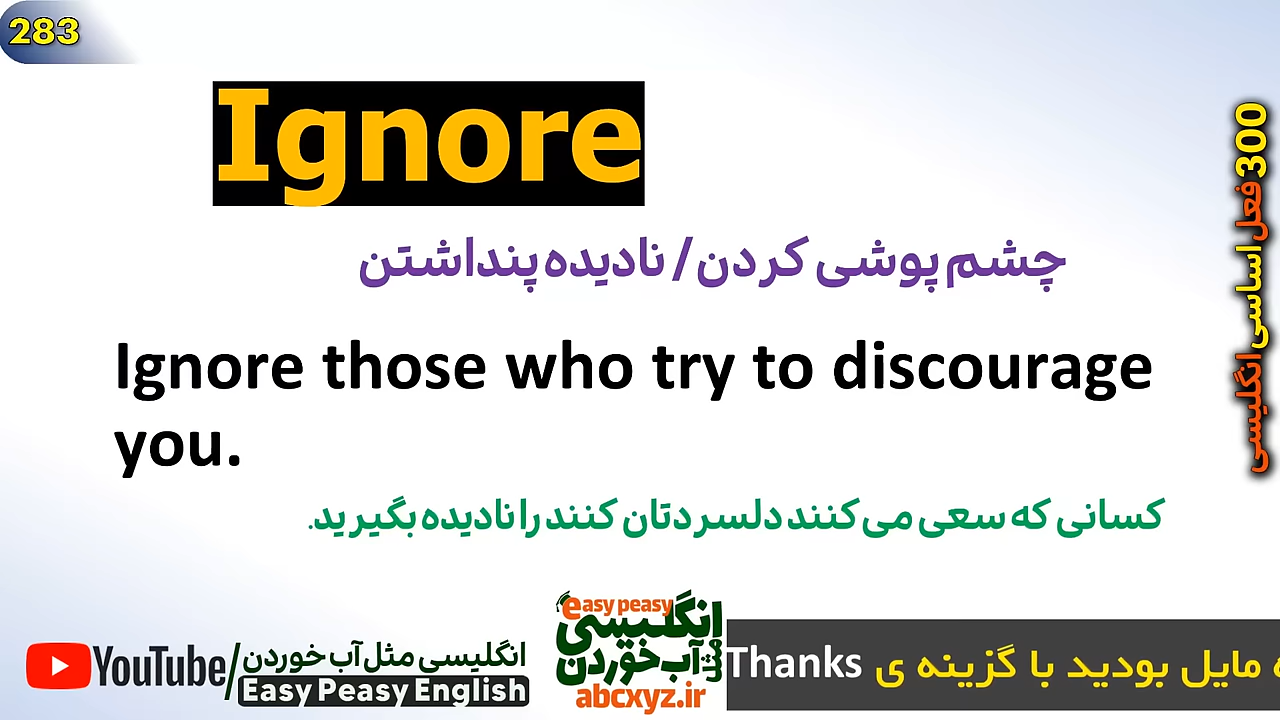 283
Ignore
چشم پوشی کردن / نادیده پنداشتن
Ignore those who try to discourage
you.
کسانی که سعی می کنند دلسردتان کنند را نادیده بگیرید.
300 فعل اساسی انگلیسی
YouTube/انگلیسی مثل آب خوردن
Easy Peasy English
easy peasy
انگلیسی
مثل آب خوردن
abcxyz.ir
مایل بودید با گزینه ی Thanks